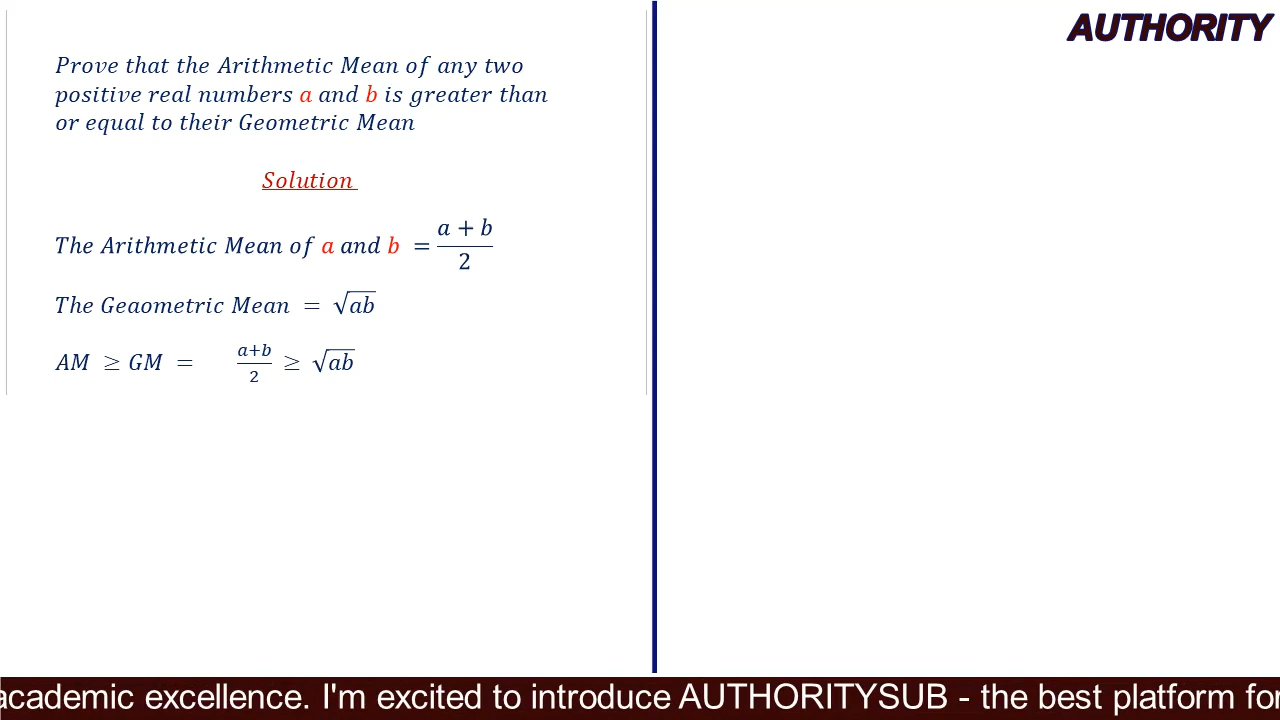 AUTHORITY
Prove that the Arithmetic Mean of any two
positive real numbers a and b is greater than
or equal to their Geometric Mean
Solution
The Arithmetic Mean of a and b = \frac{a + b}{2}
The Geaometric Mean = √ab
AM ≥ GM = \frac{a+b}{2} ≥ √ab
academic excellence. I'm excited to introduce AUTHORITYSUB - the best platform for